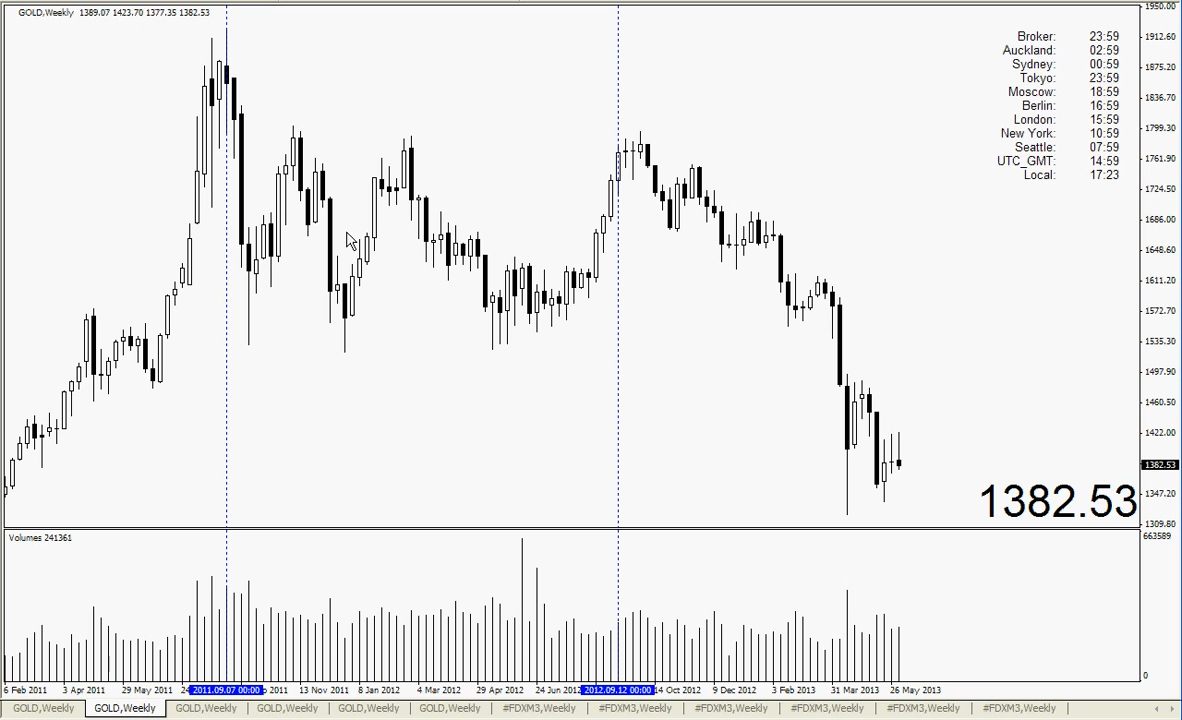 GOLD,Weekly 1389.07 1423.70 1377.35 1382.53
1950.00
1912.60
1875.20
1836.70
1799.30
1761.90
1724.50
1686.00
1648.60
1611.20
1572.70
1535.30
1497.90
1460.50
1422.00
1382.53
1347.20
1309.80
Broker: 23:59
Auckland: 02:59
Sydney: 00:59
Tokyo: 23:59
Moscow: 18:59
Berlin: 16:59
London: 15:59
New York: 10:59
Seattle: 07:59
UTC_GMT: 14:59
Local: 17:23
1382.53
Volumes 241361
663589
0
6 Feb 2011 3 Apr 2011 29 May 2011 2011.09.07 00:00 2011 13 Nov 2011 8 Jan 2012 4 Mar 2012 29 Apr 2012 24 Jun 2012 2012.09.12 00:00 Oct 2012 9 Dec 2012 3 Feb 2013 31 Mar 2013 26 May 2013
GOLD,Weekly GOLD,Weekly GOLD,Weekly GOLD,Weekly GOLD,Weekly GOLD,Weekly #FDXM3,Weekly #FDXM3,Weekly #FDXM3,Weekly #FDXM3,Weekly #FDXM3,Weekly #FDXM3,Weekly